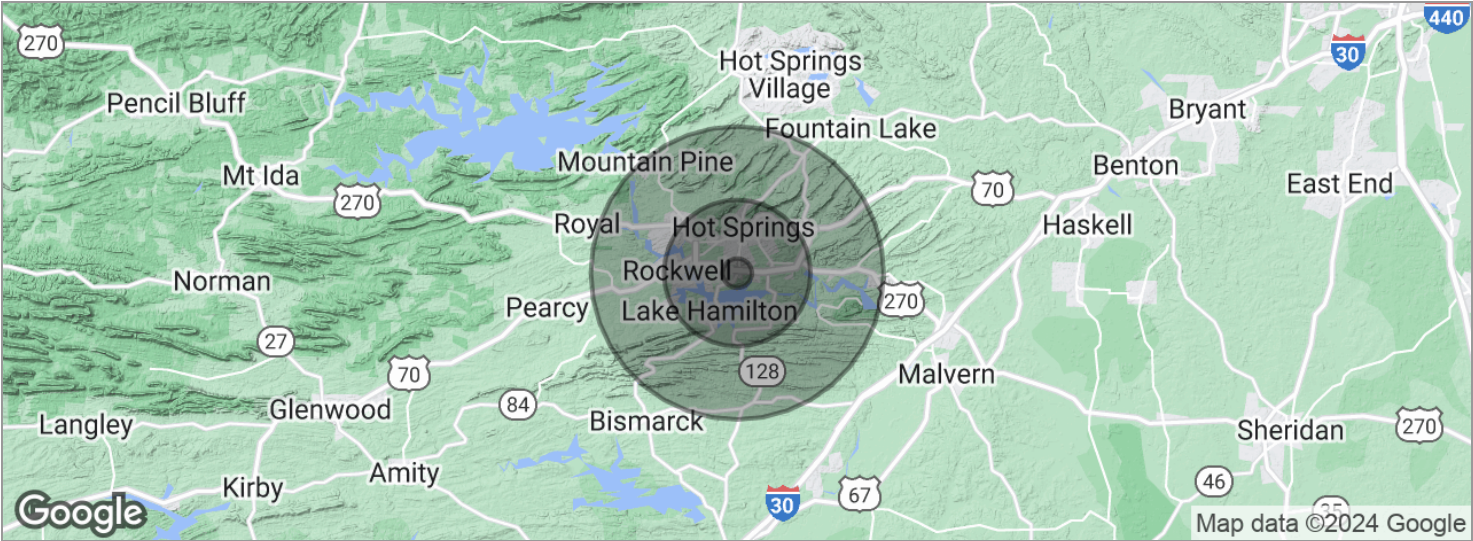 440
270
30
Hot Springs
Village
Pencil Bluff
Bryant
Fountain Lake
Mountain Pine
Benton
Mt Ida
East End
70
270
Royal
Hot Springs
Haskell
Rockwell
Norman
270
Pearcy
Lake Hamilton
27
70
128
Malvern
84
Glenwood
Bismarck
Langley
270
Sheridan
Amity
46
Kirby
67
30
35
Google
Map data ©2024 Google